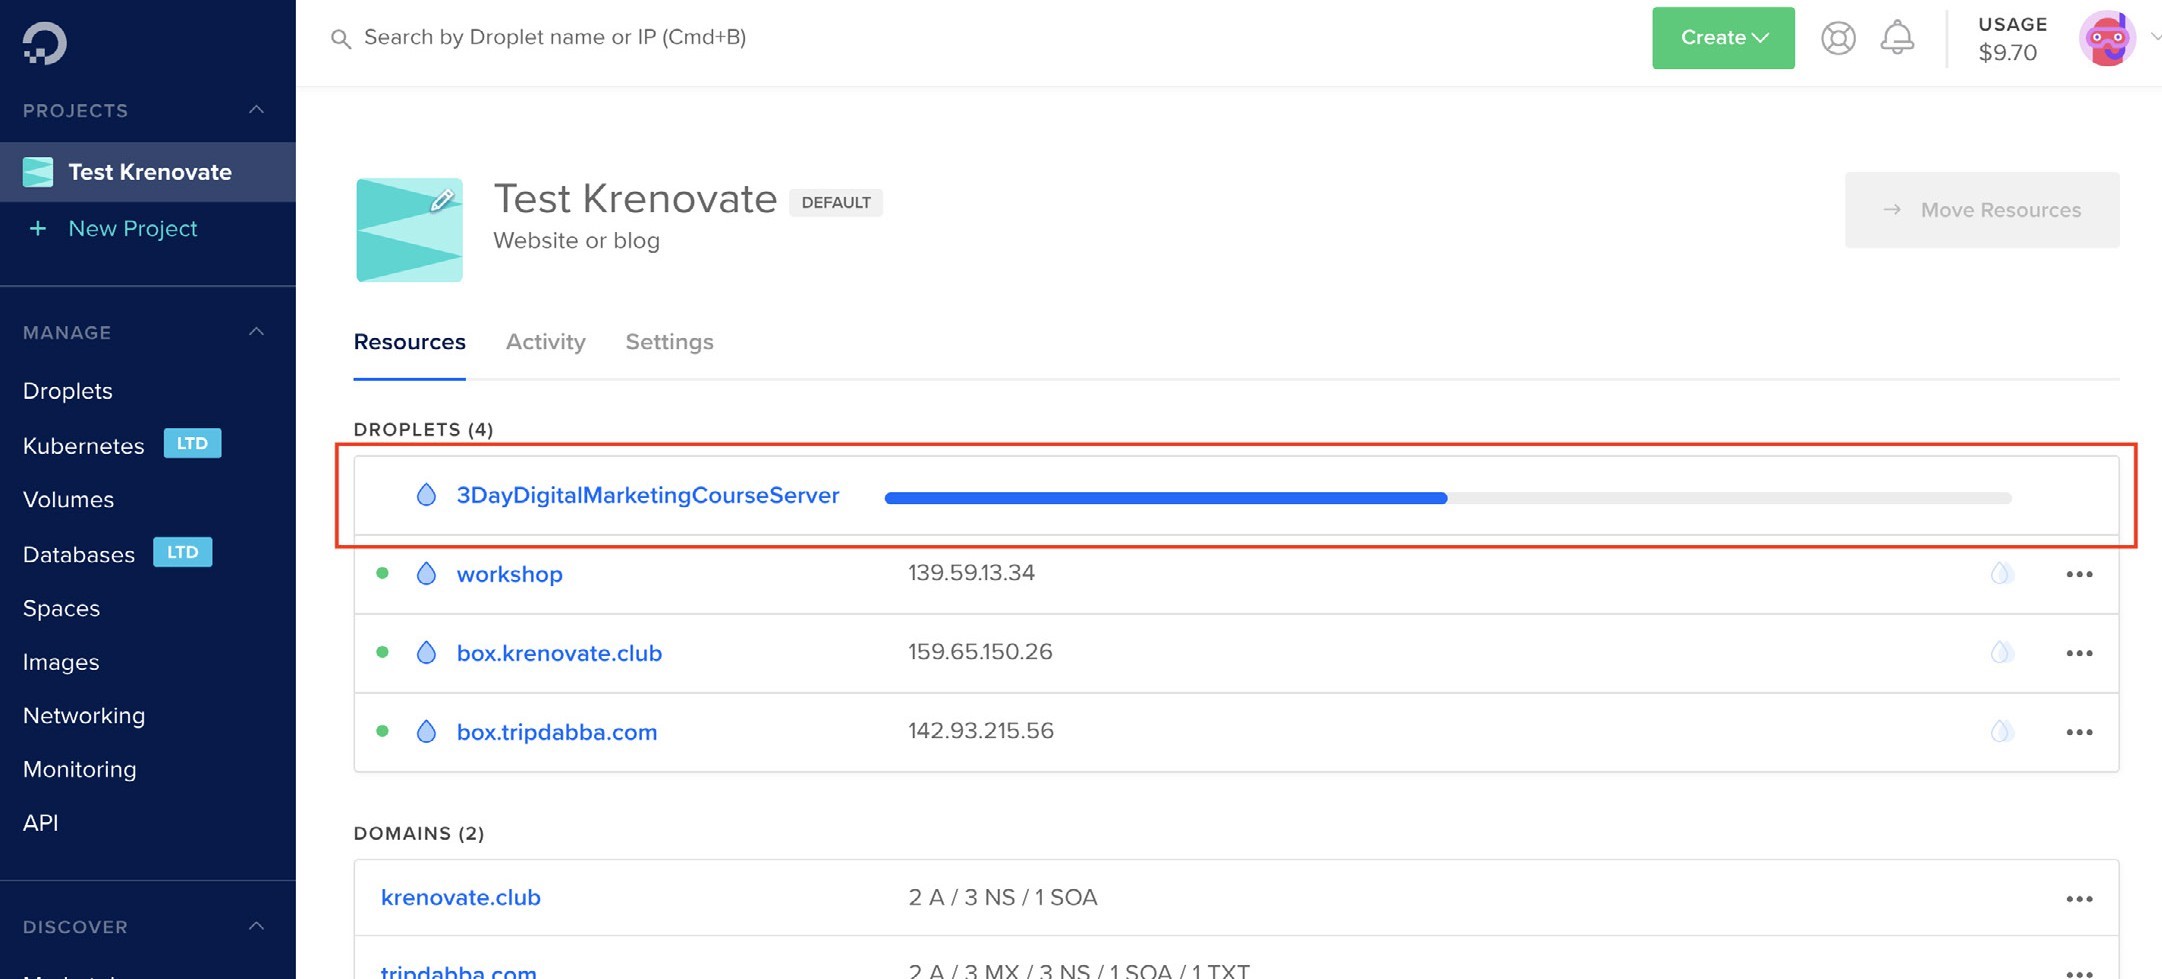 Search by Droplet name or IP (Cmd+B)
Create
USAGE
$9.70
PROJECTS
Test Krenovate
+ New Project
MANAGE
Droplets
Kubernetes LTD
Volumes
Databases LTD
Spaces
Images
Networking
Monitoring
API
DISCOVER
Test Krenovate DEFAULT
Website or blog
→ Move Resources
Resources Activity Settings
DROPLETS (4)
3DayDigitalMarketingCourseServer
workshop 139.59.13.34
box.krenovate.club 159.65.150.26
box.tripdabba.com 142.93.215.56
DOMAINS (2)
krenovate.club 2 A / 3 NS / 1 SOA
tripdabba.com 2 A / 3 MX / 3 NS / 1 SOA / 1 TXT